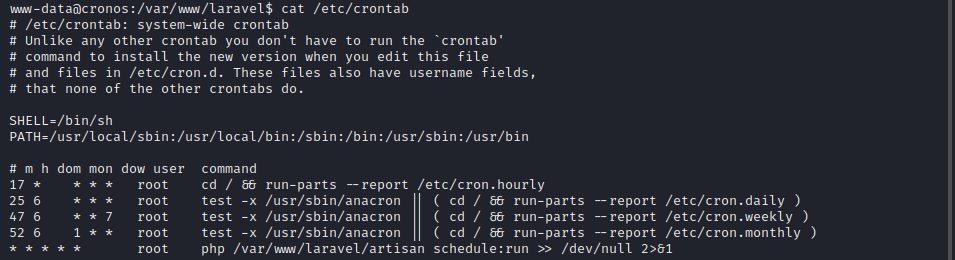 www-data@cronos:/var/www/laravel$ cat /etc/crontab
# /etc/crontab: system-wide crontab
# Unlike any other crontab you don't have to run the `crontab'
# command to install the new version when you edit this file
# and files in /etc/cron.d. These files also have username fields,
# that none of the other crontabs do.

SHELL=/bin/sh
PATH=/usr/local/sbin:/usr/local/bin:/sbin:/bin:/usr/sbin:/usr/bin

# m h dom mon dow user  command
17 *    * * *   root    cd / && run-parts --report /etc/cron.hourly
25 6    * * *   root    test -x /usr/sbin/anacron || ( cd / && run-parts --report /etc/cron.daily )
47 6    * * 7   root    test -x /usr/sbin/anacron || ( cd / && run-parts --report /etc/cron.weekly )
52 6    1 * *   root    test -x /usr/sbin/anacron || ( cd / && run-parts --report /etc/cron.monthly )
* * * * *       root    php /var/www/laravel/artisan schedule:run >> /dev/null 2>&1